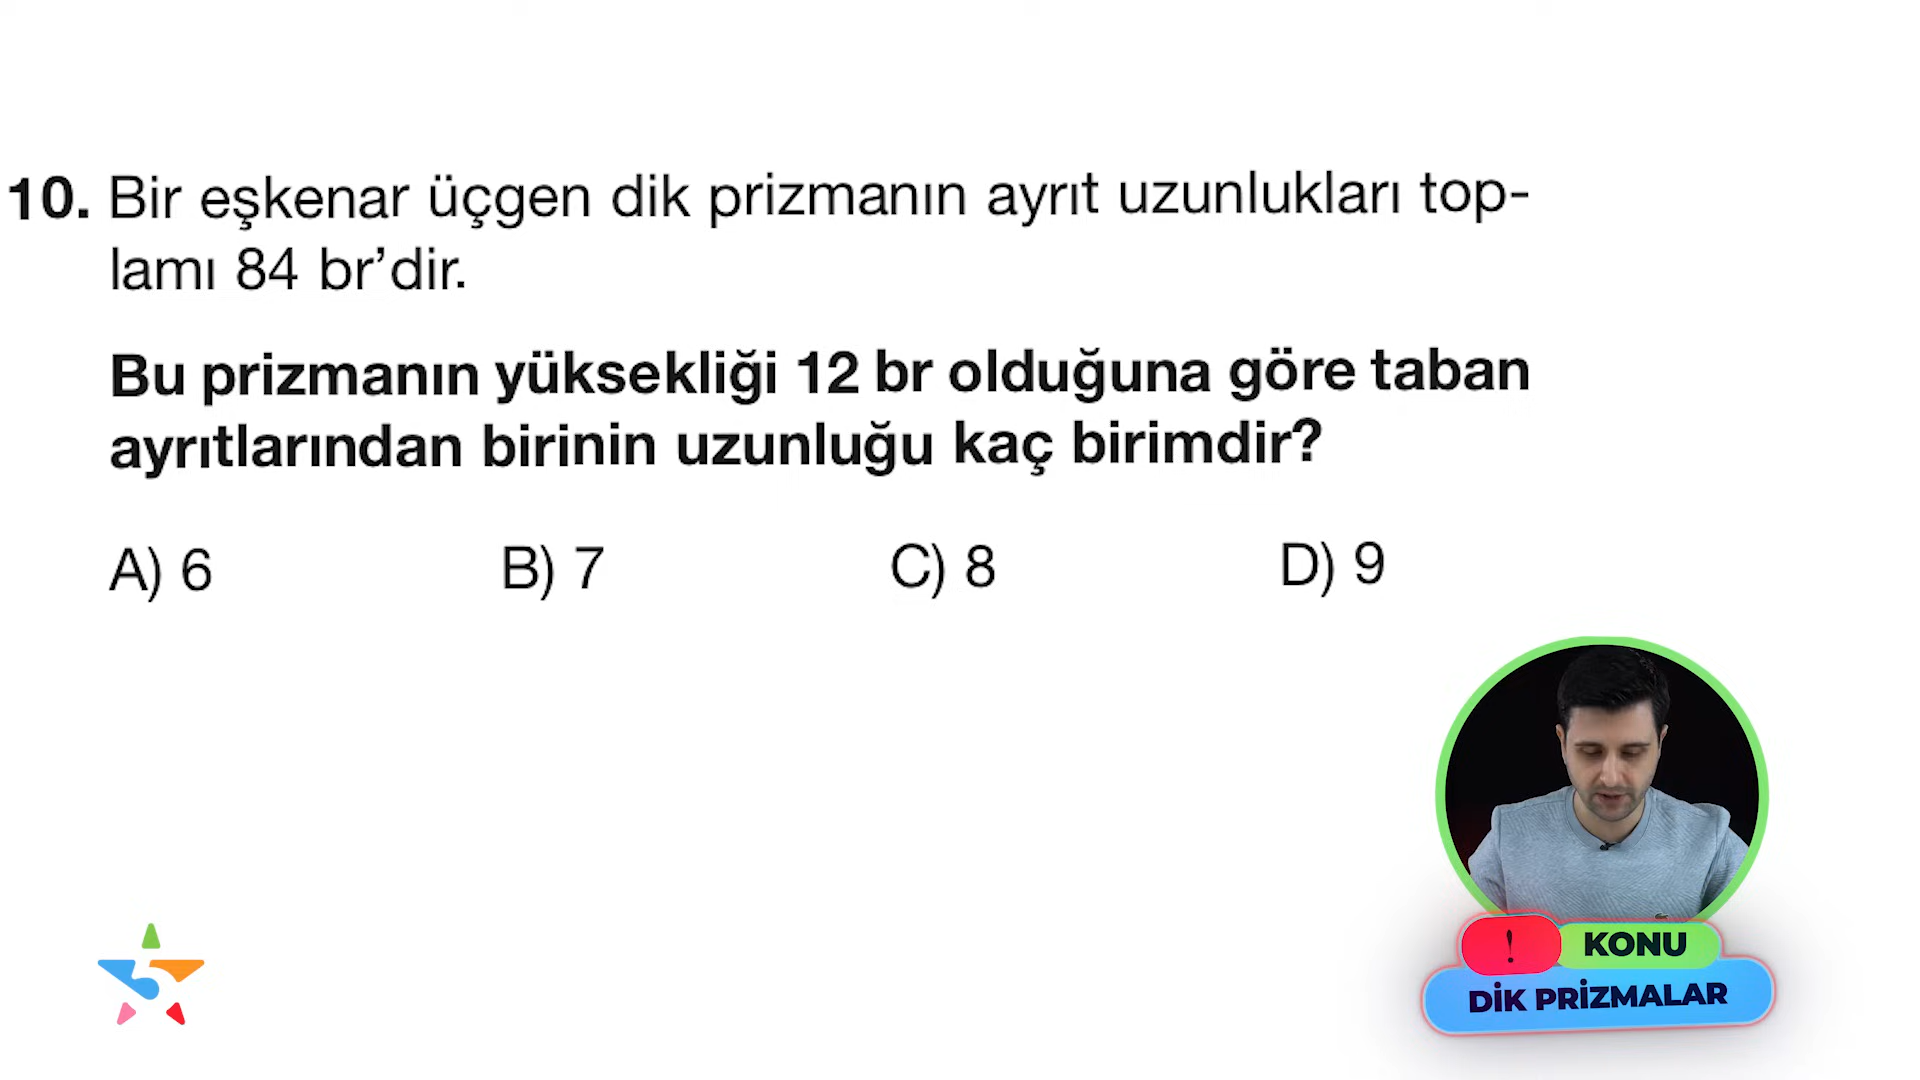 10. Bir eşkenar üçgen dik prizmanın ayrıt uzunlukları top-
lamı 84 br’dir.
Bu prizmanın yüksekliği 12 br olduğuna göre taban
ayrıtlarından birinin uzunluğu kaç birimdir?
A) 6 B) 7 C) 8 D) 9
5
! KONU
DİK PRİZMALAR